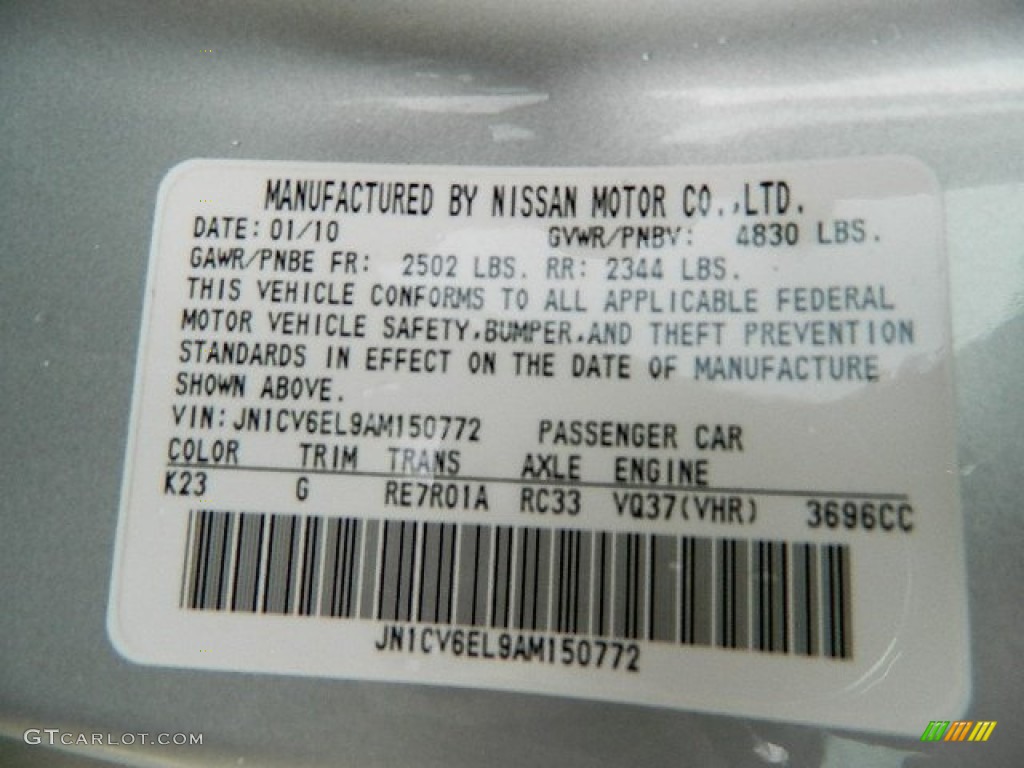 MANUFACTURED BY NISSAN MOTOR CO.,LTD.
DATE: 01/10 GVWR/PNBV: 4830 LBS.
GAWR/PNBE FR: 2502 LBS. RR: 2344 LBS.
THIS VEHICLE CONFORMS TO ALL APPLICABLE FEDERAL
MOTOR VEHICLE SAFETY,BUMPER,AND THEFT PREVENTION
STANDARDS IN EFFECT ON THE DATE OF MANUFACTURE
SHOWN ABOVE.
VIN: JN1CV6EL9AM150772 PASSENGER CAR
COLOR TRIM TRANS AXLE ENGINE
K23 G RE7R01A RC33 VQ37(VHR) 3696CC
JN1CV6EL9AM150772
GTCARLOT.COM